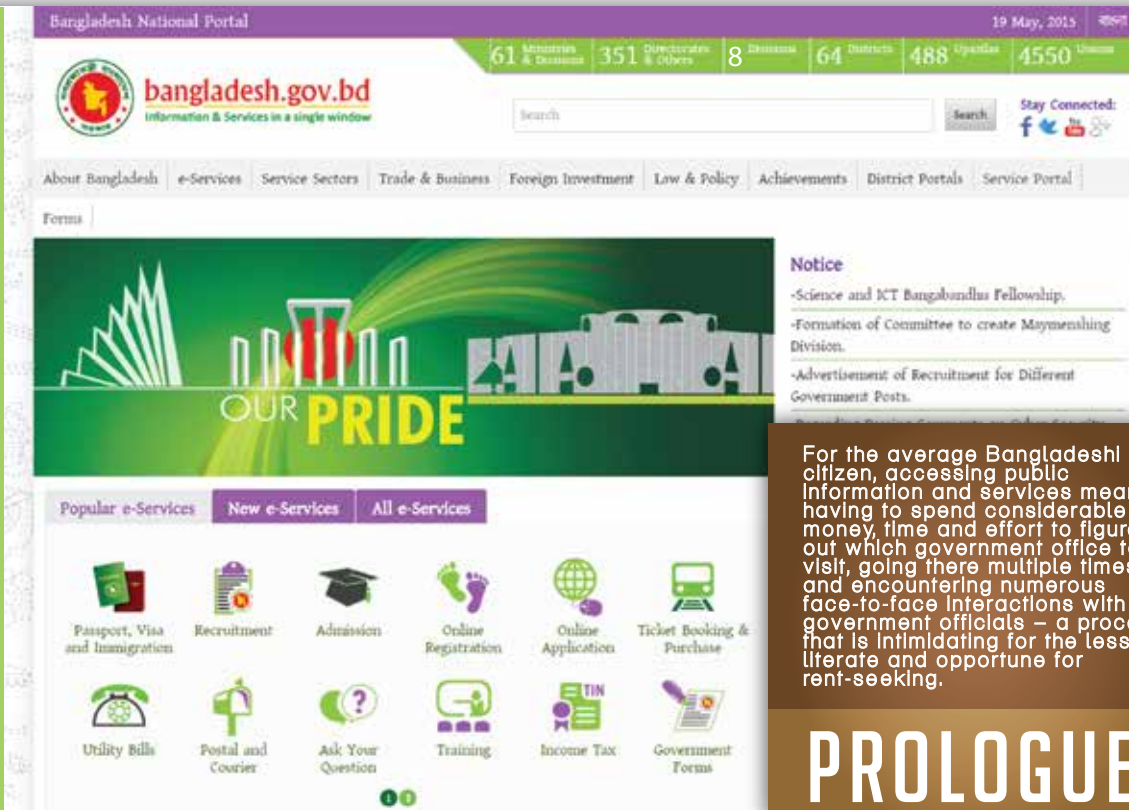 Bangladesh National Portal
19 May, 2015 বাংলা
61 Ministries & Divisions 351 Directorates & Others 8 Divisions 64 Districts 488 Upazilas 4550 Unions
bangladesh.gov.bd
Information & Services in a single window
Search
Search
Stay Connected:
About Bangladesh e-Services Service Sectors Trade & Business Foreign Investment Law & Policy Achievements District Portals Service Portal
Forms
OUR PRIDE
Notice
-Science and ICT Bangabandhu Fellowship.
-Formation of Committee to create Maymenshing
Division.
-Advertisement of Recruitment for Different
Government Posts.
Popular e-Services New e-Services All e-Services
Passport, Visa
and Immigration
Recruitment
Admission
Online
Registration
Online
Application
Ticket Booking &
Purchase
Utility Bills
Postal and
Courier
Ask Your
Question
Training
TIN
Income Tax
Government
Forms
1 2
For the average Bangladeshi
citizen, accessing public
information and services mean
having to spend considerable
money, time and effort to figure
out which government office to
visit, going there multiple times
and encountering numerous
face-to-face interactions with
government officials – a proce
that is intimidating for the less
literate and opportune for
rent-seeking.
PROLOGUE